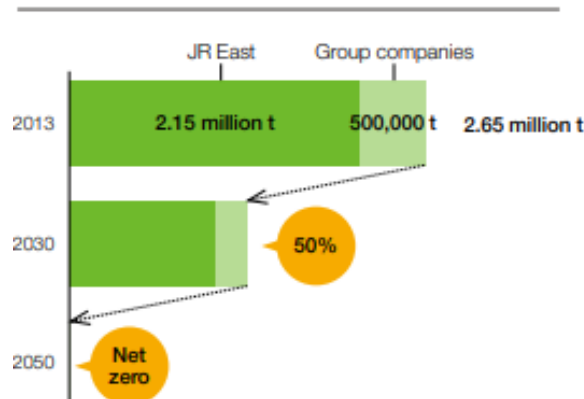 JR East Group companies
2013 2.15 million t 500,000 t 2.65 million t
2030 50%
2050 Net
zero